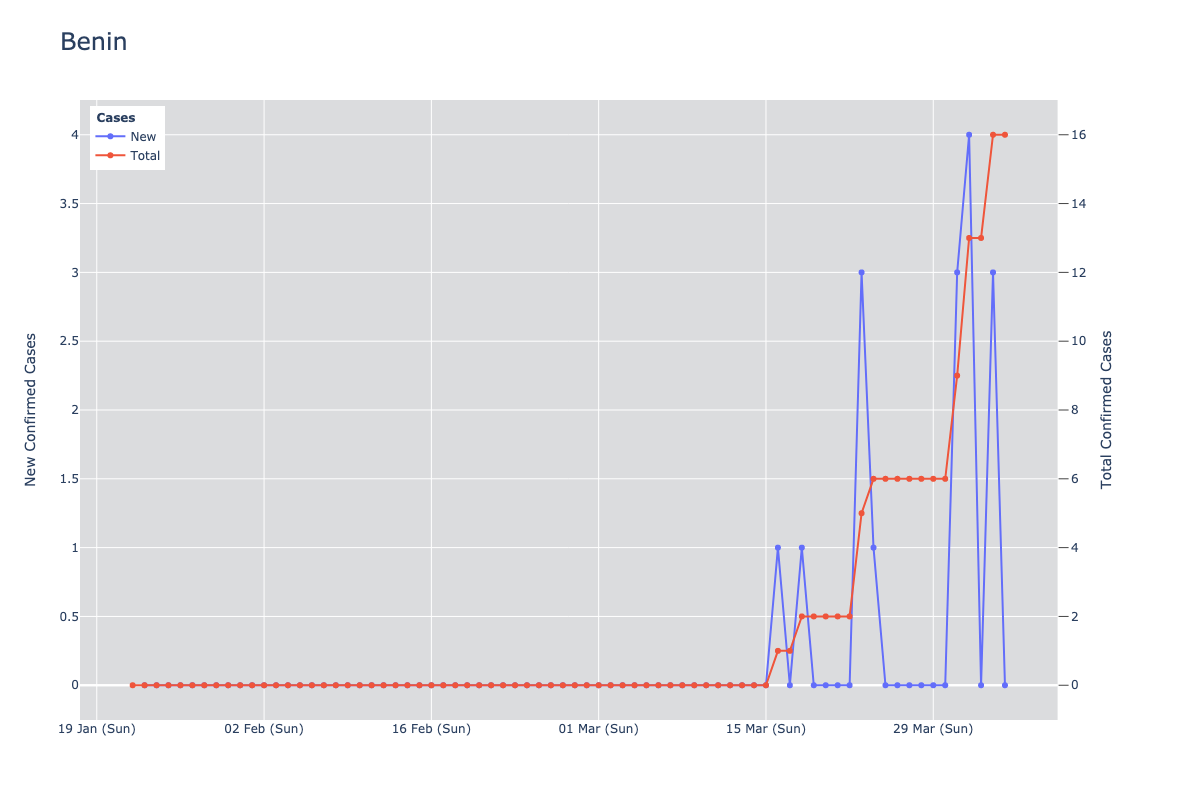 Benin
Cases
New
Total
4
3.5
3
2.5
2
1.5
1
0.5
0
New Confirmed Cases
16
14
12
10
8
6
4
2
0
Total Confirmed Cases
19 Jan (Sun) 02 Feb (Sun) 16 Feb (Sun) 01 Mar (Sun) 15 Mar (Sun) 29 Mar (Sun)